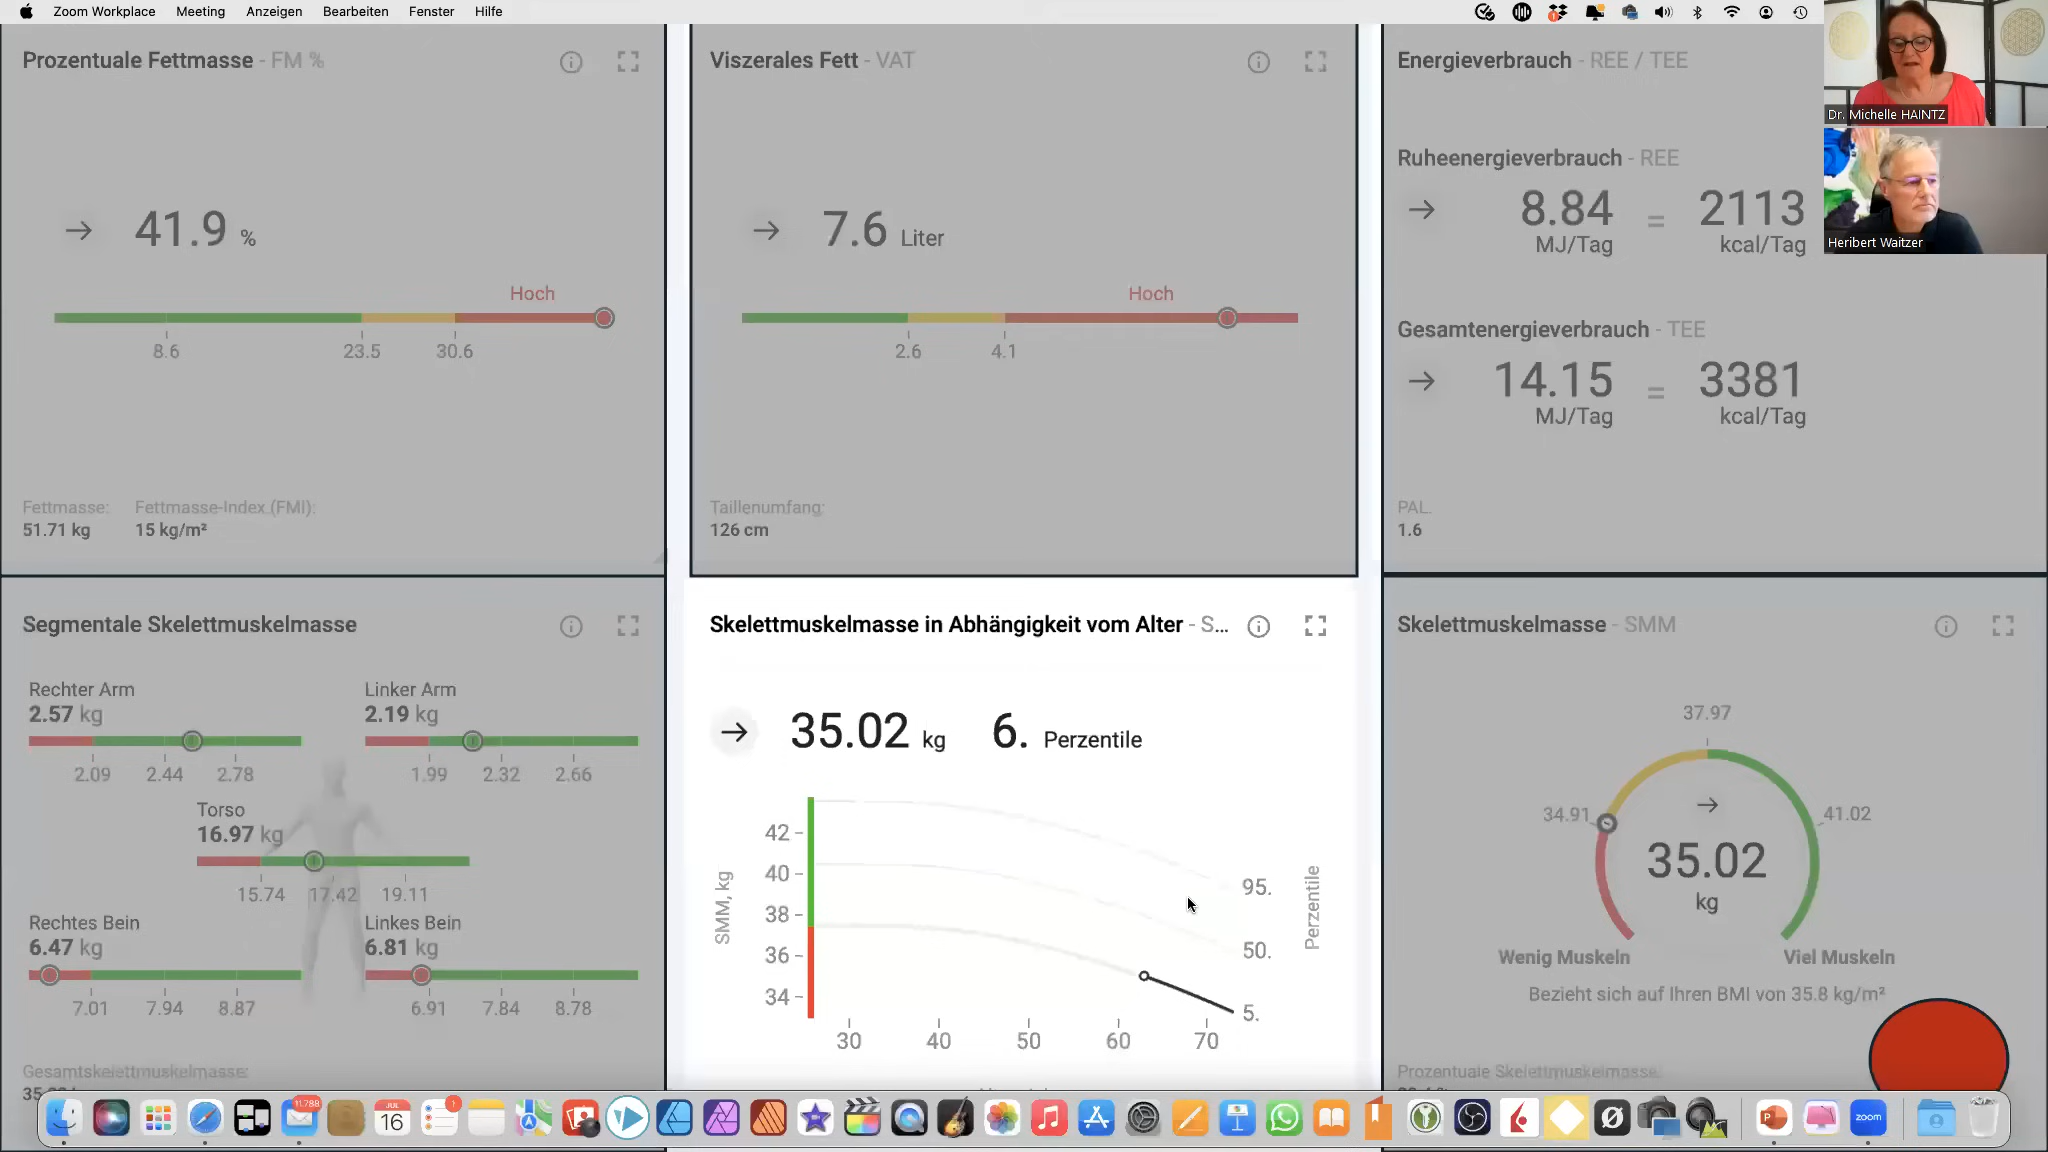 Zoom Workplace Meeting Anzeigen Bearbeiten Fenster Hilfe
Prozentuale Fettmasse - FM %
41.9 %
Hoch
8.6 23.5 30.6
Fettmasse: Fettmasse-Index (FMI):
51.71 kg 15 kg/m²
Viszerales Fett - VAT
7.6 Liter
Hoch
2.6 4.1
Taillenumfang:
126 cm
Energieverbrauch - REE / TEE
Ruheenergieverbrauch - REE
8.84 = 2113
MJ/Tag kcal/Tag
Gesamtenergieverbrauch - TEE
14.15 = 3381
MJ/Tag kcal/Tag
PAL
1.6
Dr. Michelle HAINTZ
Heribert Waitzer
Segmentale Skelettmuskelmasse
Rechter Arm Linker Arm
2.57 kg 2.19 kg
2.09 2.44 2.78 1.99 2.32 2.66
Torso
16.97 kg
15.74 17.42 19.11
Rechtes Bein Linkes Bein
6.47 kg 6.81 kg
7.01 7.94 8.87 6.91 7.84 8.78
Gesamtskelettmuskelmasse:
Skelettmuskelmasse in Abhängigkeit vom Alter - S...
35.02 kg 6. Perzentile
SMM, kg
42
40
38
36
34
95.
50.
5.
Perzentile
30 40 50 60 70
Skelettmuskelmasse - SMM
37.97
34.91 41.02
35.02
kg
Wenig Muskeln Viel Muskeln
Bezieht sich auf Ihren BMI von 35.8 kg/m²
Prozentuale Skelettmuskelmasse
11.788
JUL
16
1
zoom